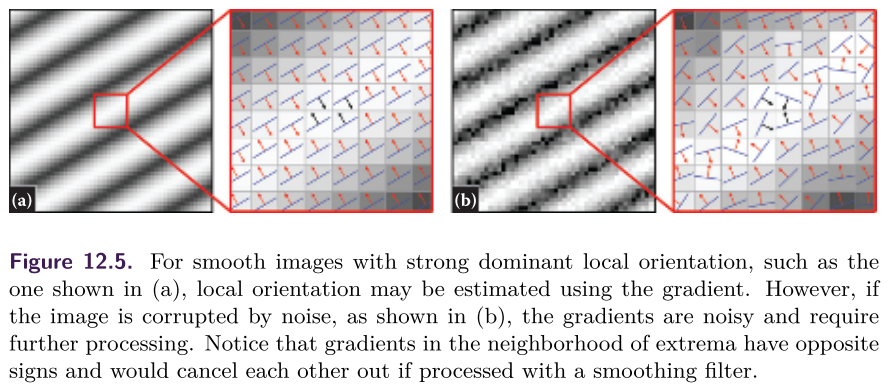 (a)
(b)
Figure 12.5. For smooth images with strong dominant local orientation, such as the
one shown in (a), local orientation may be estimated using the gradient. However, if
the image is corrupted by noise, as shown in (b), the gradients are noisy and require
further processing. Notice that gradients in the neighborhood of extrema have opposite
signs and would cancel each other out if processed with a smoothing filter.